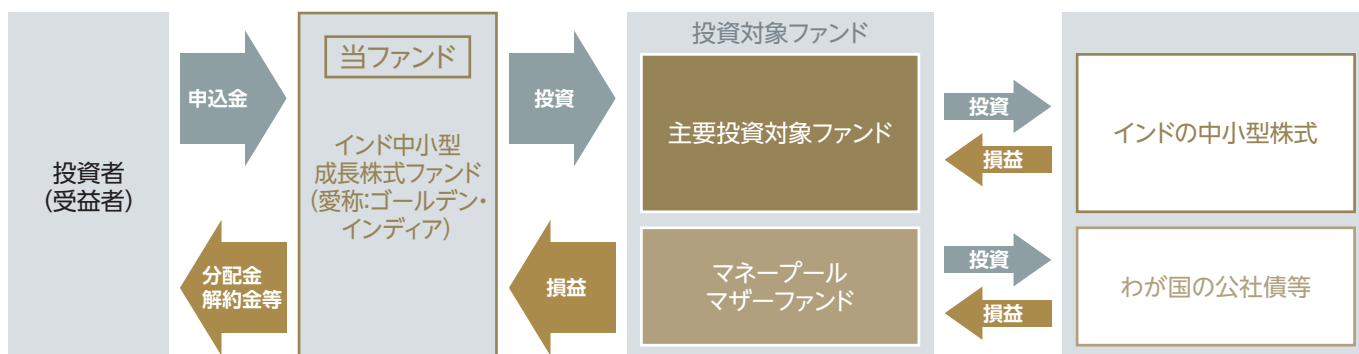 投資者
(受益者)
申込金
分配金
解約金等
当ファンド
インド中小型
成長株式ファンド
(愛称:ゴールデン・
インディア)
投資
損益
投資対象ファンド
主要投資対象ファンド
マネープール
マザーファンド
投資
損益
投資
損益
インドの中小型株式
わが国の公社債等